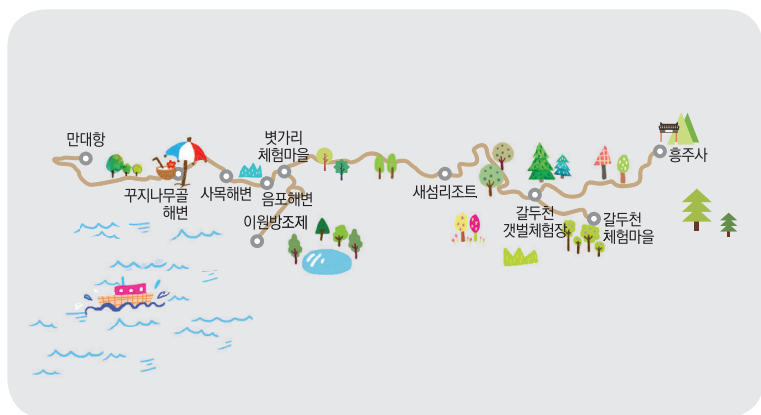 만대항
꾸지나무골
해변
사목해변
볏가리
체험마을
음포해변
이원방조제
새섬리조트
갈두천
갯벌체험장
갈두천
체험마을
흥주사